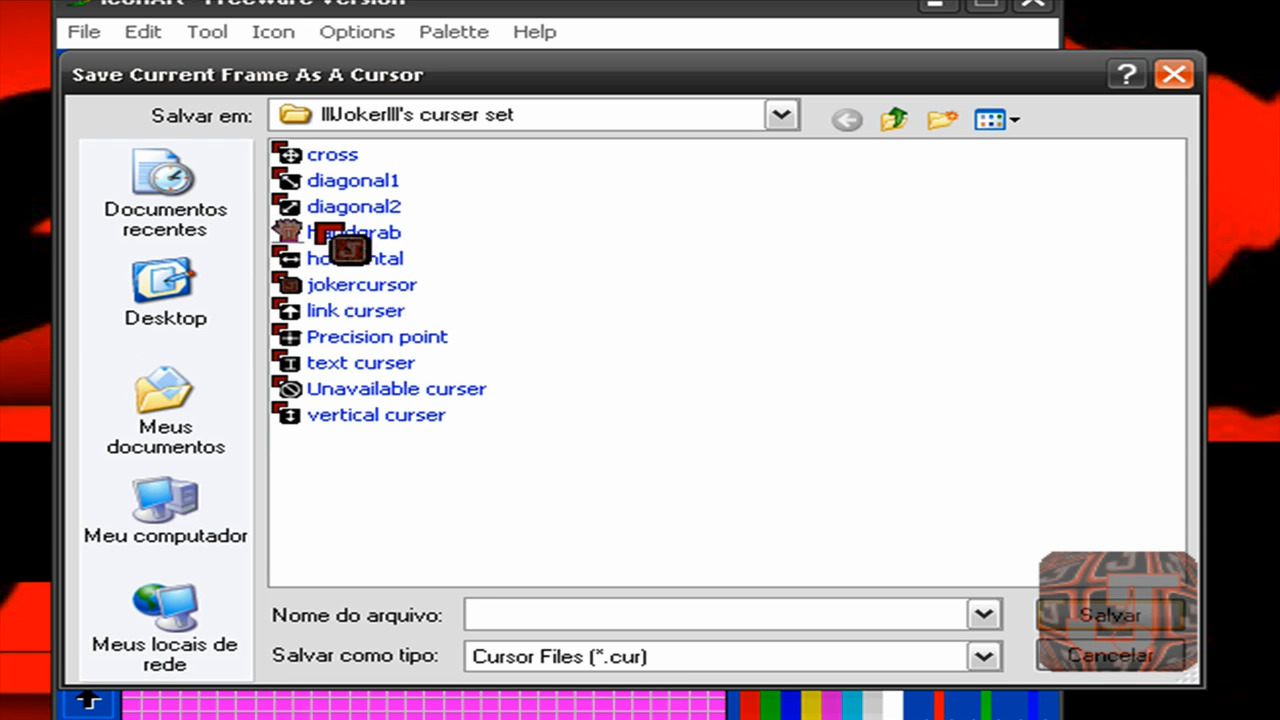 IconArt - Freeware Version
File Edit Tool Icon Options Palette Help
Save Current Frame As A Cursor
Salvar em: lllJokerlll's curser set
cross
diagonal1
diagonal2
handgrab
horizontal
jokercursor
link curser
Precision point
text curser
Unavailable curser
vertical curser
Documentos
recentes
Desktop
Meus
documentos
Meu computador
Meus locais de
rede
Nome do arquivo:
Salvar
Salvar como tipo: Cursor Files (*.cur)
Cancelar